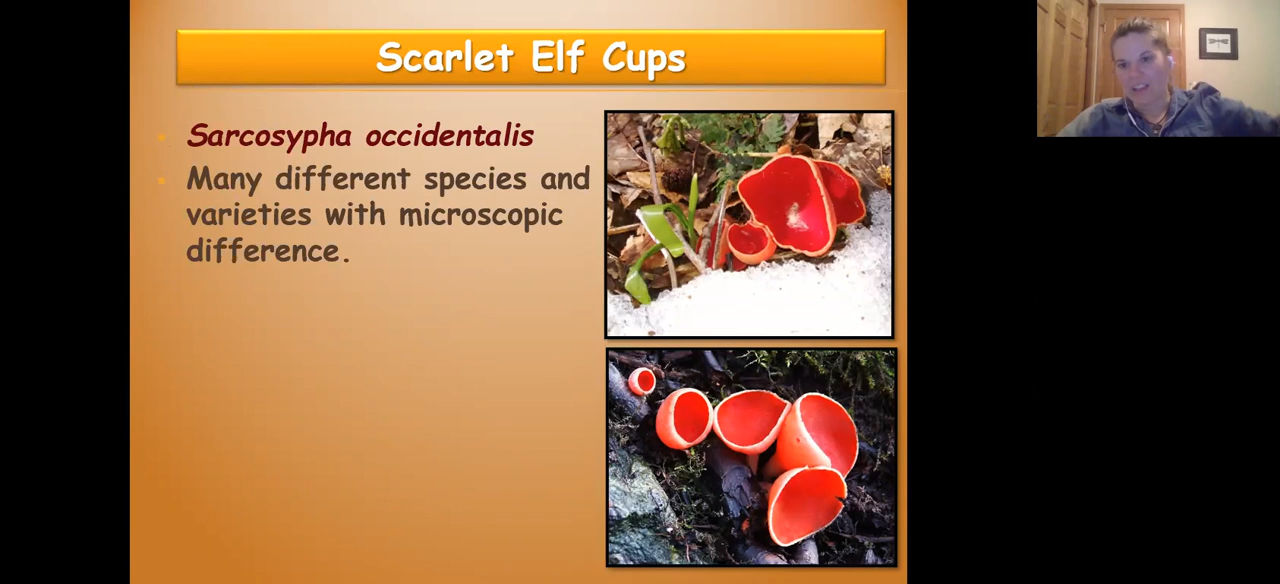 Scarlet Elf Cups
Sarcosypha occidentalis
Many different species and
varieties with microscopic
difference.